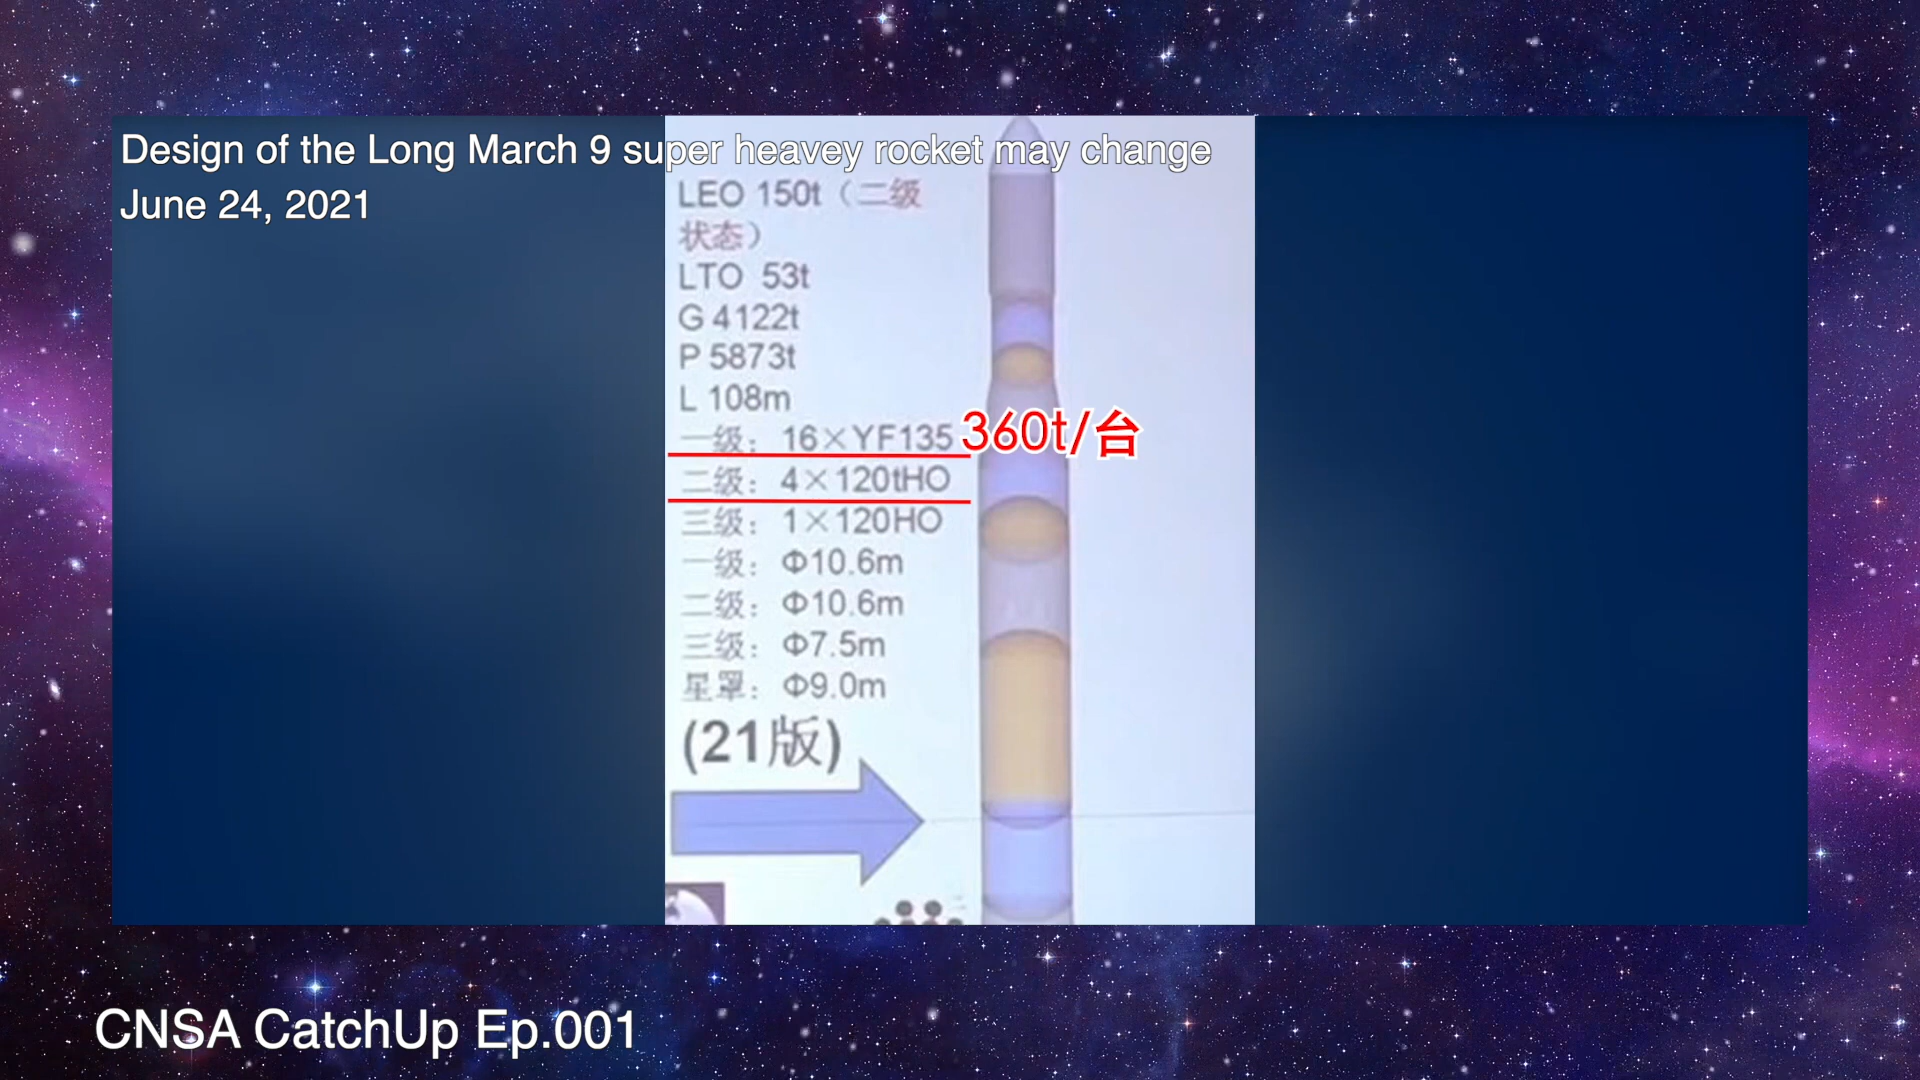 Design of the Long March 9 super heavey rocket may change
June 24, 2021
LEO 150t（二级
状态）
LTO 53t
G 4122t
P 5873t
L 108m
一级：16×YF135 360t/台
二级：4×120tHO
三级：1×120HO
一级：Φ10.6m
二级：Φ10.6m
三级：Φ7.5m
星罩：Φ9.0m
(21版)
CNSA CatchUp Ep.001